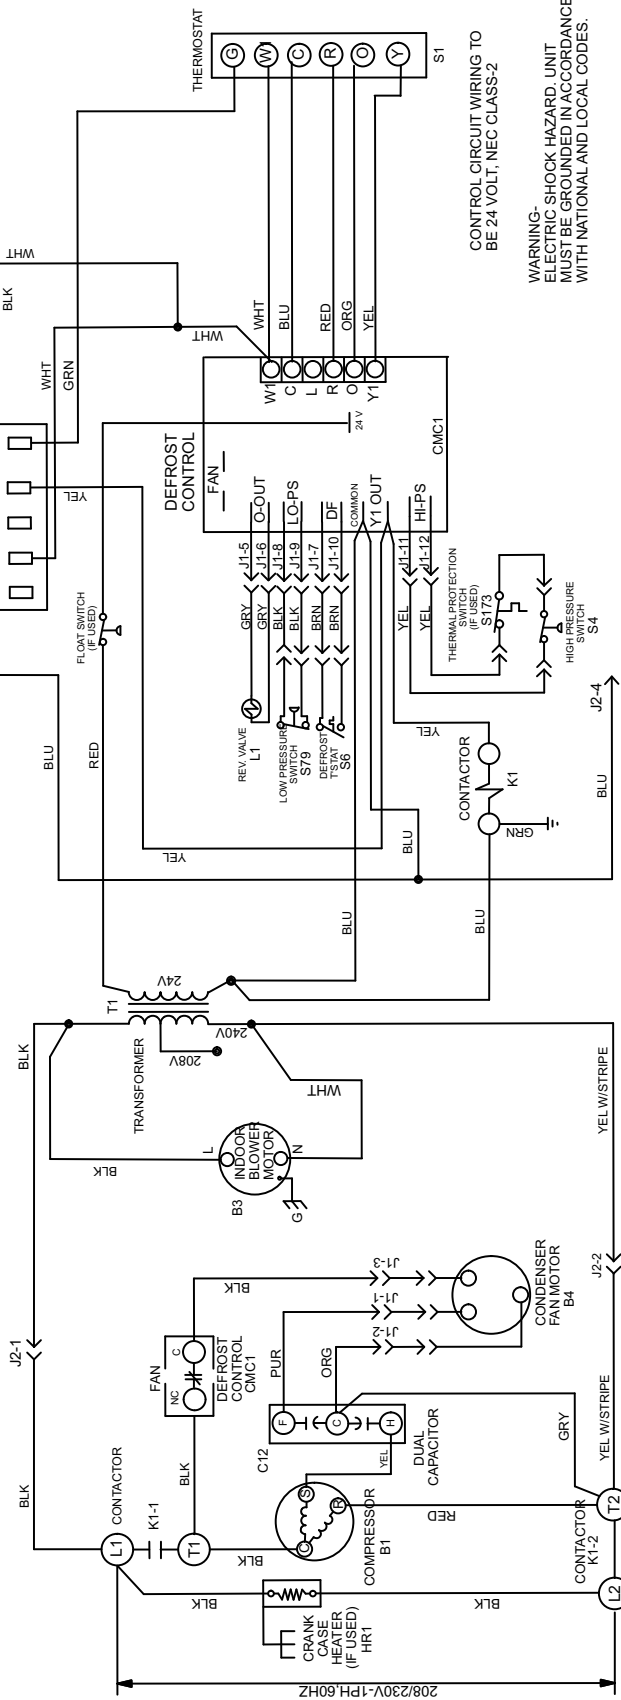 THERMOSTAT
G
W1
C
R
O
Y
S1
CONTROL CIRCUIT WIRING TO
BE 24 VOLT, NEC CLASS-2
WARNING-
ELECTRIC SHOCK HAZARD. UNIT
MUST BE GROUNDED IN ACCORDANCE
WITH NATIONAL AND LOCAL CODES.
WHT
BLK
WHT
GRN
WHT
WHT
BLU
RED
ORG
YEL
YEL
DEFROST
CONTROL
FAN
24 V
W1
C
L
R
O
Y1
CMC1
O-OUT
LO-PS
DF
COMMON
Y1 OUT
HI-PS
J1-5
J1-6
J1-8
J1-9
J1-7
J1-10
J1-11
J1-12
GRY
GRY
BLK
BLK
BRN
BRN
YEL
YEL
FLOAT SWITCH
(IF USED)
REV. VALVE
L1
LOW PRESSURE
SWITCH
S79
DEFROST
T'STAT
S6
THERMAL PROTECTION
SWITCH
(IF USED)
S173
HIGH PRESSURE
SWITCH
S4
BLU
RED
YEL
YEL
BLU
CONTACTOR
K1
GRN
BLU
J2-4
BLU
BLU
T1
24V
TRANSFORMER
208V
240V
BLK
BLK
WHT
L
INDOOR
BLOWER
MOTOR
N
B3
G
YEL W/STRIPE
J2-1
J2-2
BLK
J1-3
J1-1
J1-2
CONDENSER
FAN MOTOR
B4
FAN
NC
C
DEFROST
CONTROL
CMC1
PUR
ORG
BLK
C12
F
C
H
DUAL
CAPACITOR
YEL
GRY
YEL W/STRIPE
BLK
CONTACTOR
L1
K1-1
T1
BLK
C
S
R
COMPRESSOR
B1
RED
T2
CONTACTOR
K1-2
L2
BLK
BLK
CRANK
CASE
HEATER
(IF USED)
HR1
208/230V-1PH,60HZ